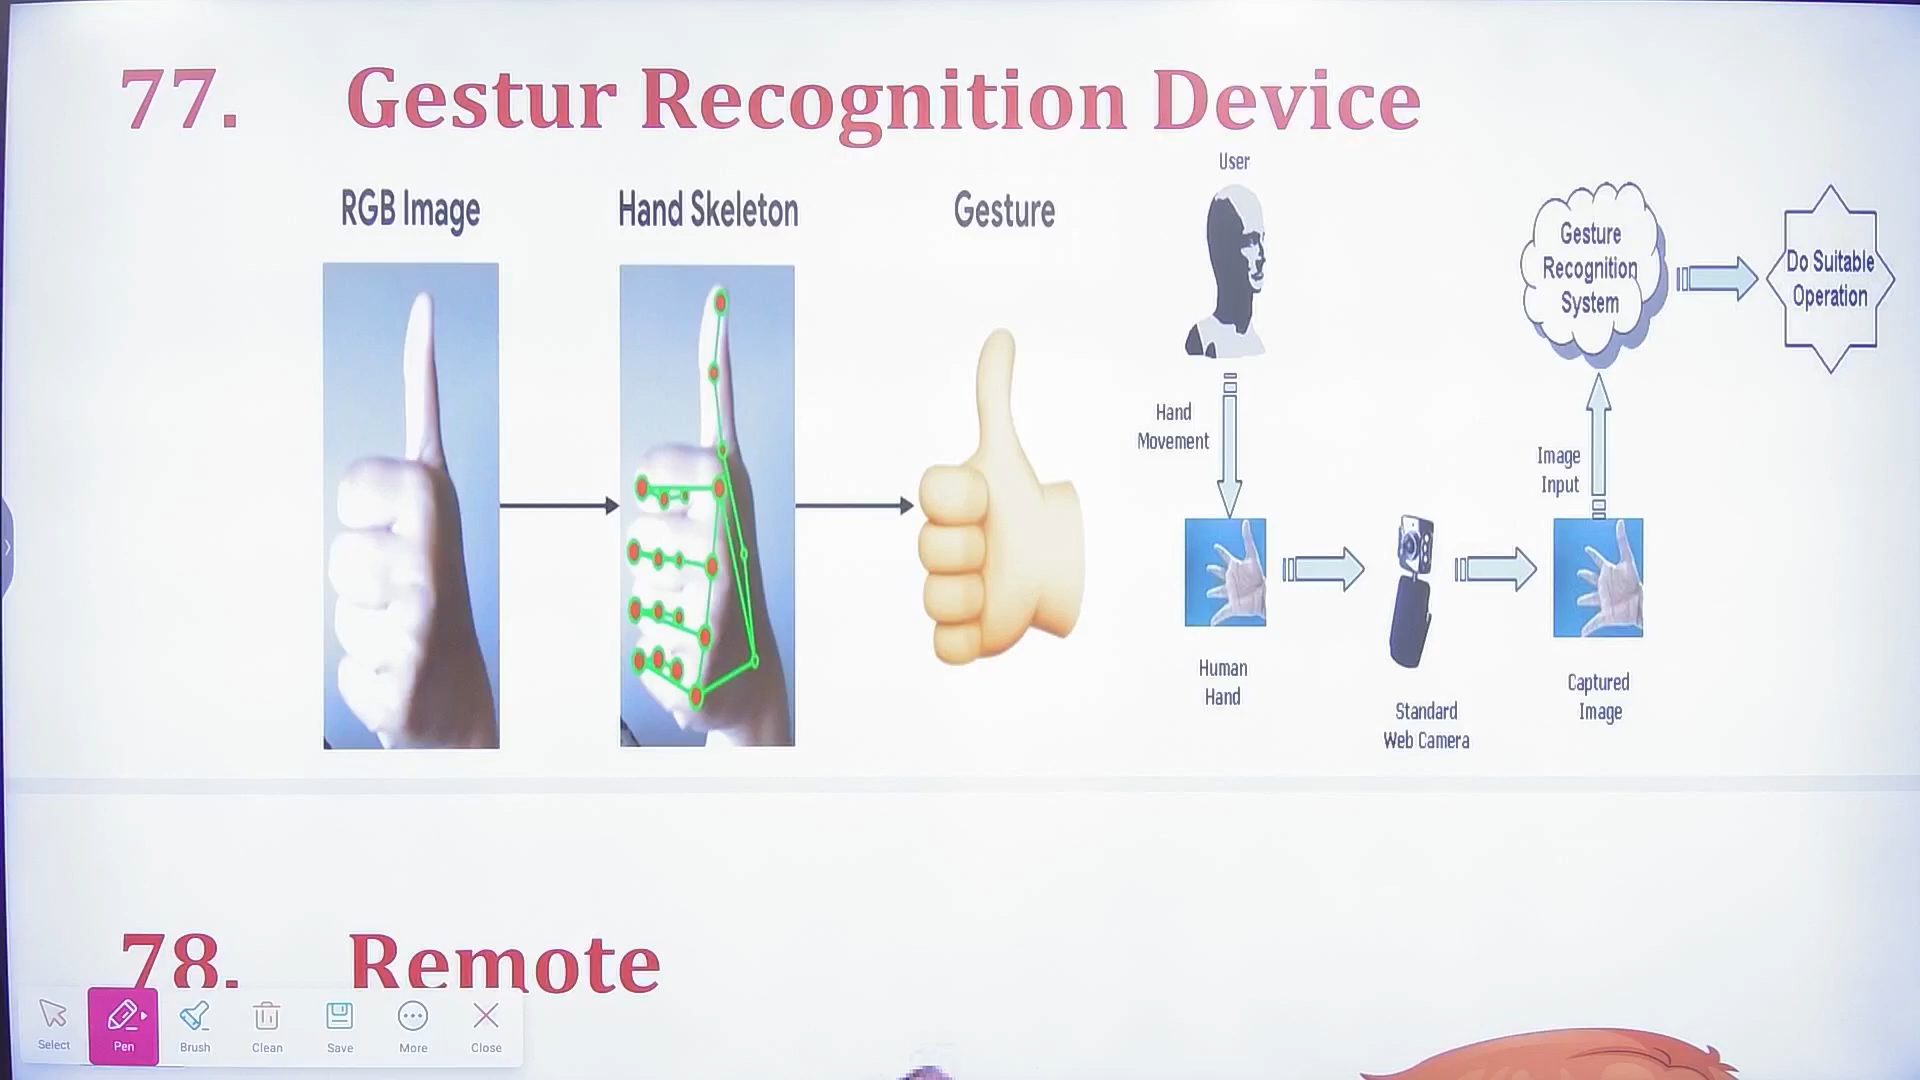 77. Gestur Recognition Device
RGB Image
Hand Skeleton
Gesture
User
Hand
Movement
Human
Hand
Standard
Web Camera
Captured
Image
Image
Input
Gesture
Recognition
System
Do Suitable
Operation
78. Remote
Select
Pen
Brush
Clean
Save
More
Close